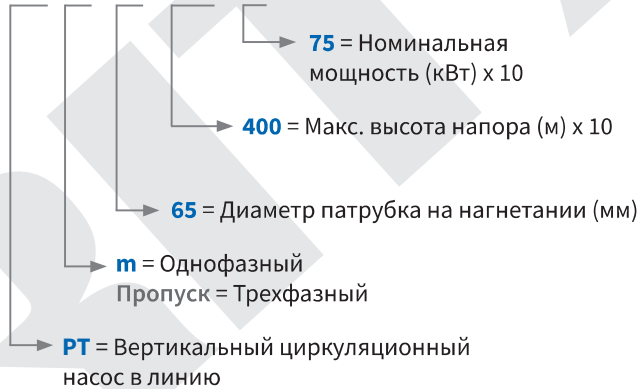 75 = Номинальная
мощность (кВт) x 10
400 = Макс. высота напора (м) x 10
65 = Диаметр патрубка на нагнетании (мм)
m = Однофазный
Пропуск = Трехфазный
PT = Вертикальный циркуляционный
насос в линию